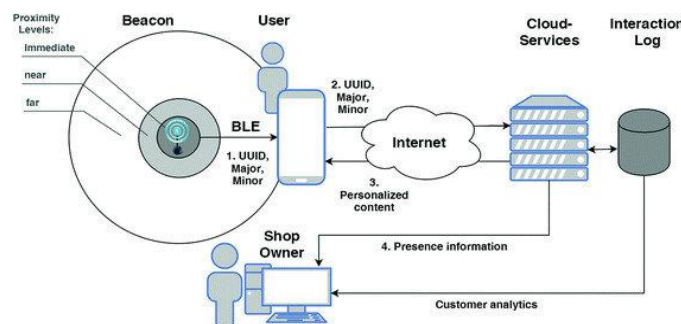 Proximity
Levels:
Immediate
near
far
Beacon
User
BLE
1. UUID,
Major,
Minor
2. UUID,
Major,
Minor
Internet
3.
Personalized
content
Cloud-
Services
Interaction
Log
Shop
Owner
4. Presence information
Customer analytics